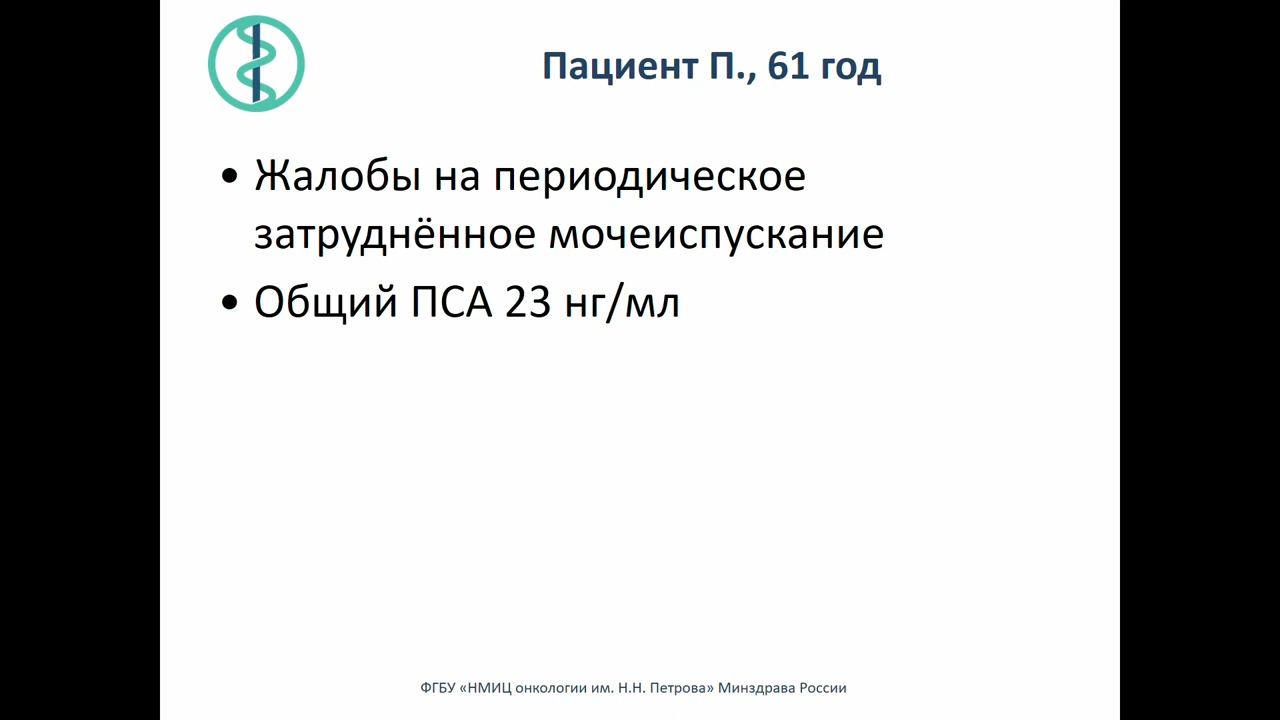 Пациент П., 61 год
• Жалобы на периодическое
затруднённое мочеиспускание
• Общий ПСА 23 нг/мл
ФГБУ «НМИЦ онкологии им. Н.Н. Петрова» Минздрава России